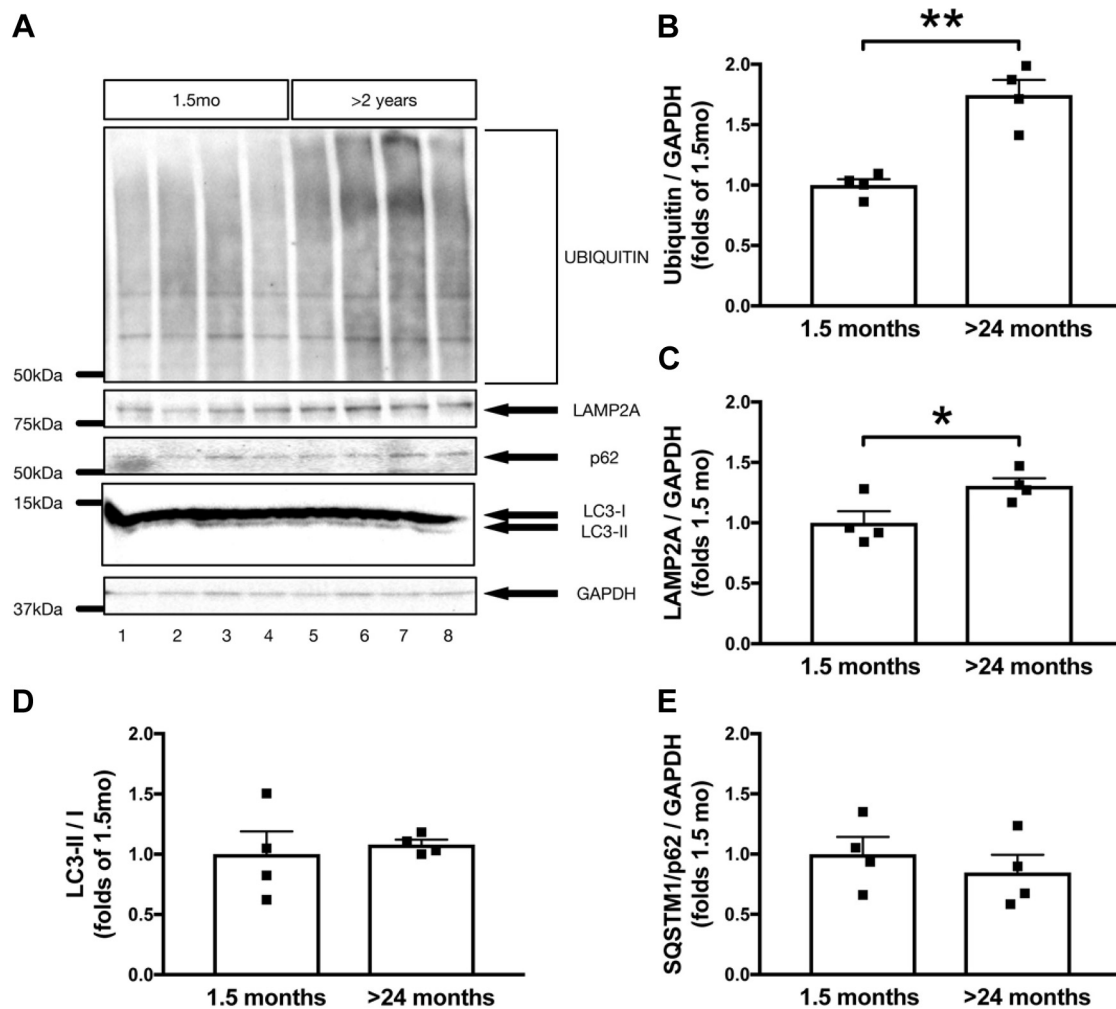 A
1.5mo >2 years
UBIQUITIN
50kDa
LAMP2A
75kDa
p62
50kDa
15kDa
LC3-I
LC3-II
GAPDH
37kDa
1 2 3 4 5 6 7 8
B
**
Ubiquitin / GAPDH
(folds of 1.5mo)
2.0
1.5
1.0
0.5
0.0
1.5 months >24 months
C
*
LAMP2A / GAPDH
(folds 1.5 mo)
2.0
1.5
1.0
0.5
0.0
1.5 months >24 months
D
LC3-II / I
(folds of 1.5mo)
2.0
1.5
1.0
0.5
0.0
1.5 months >24 months
E
SQSTM1/p62 / GAPDH
(folds 1.5 mo)
2.0
1.5
1.0
0.5
0.0
1.5 months >24 months